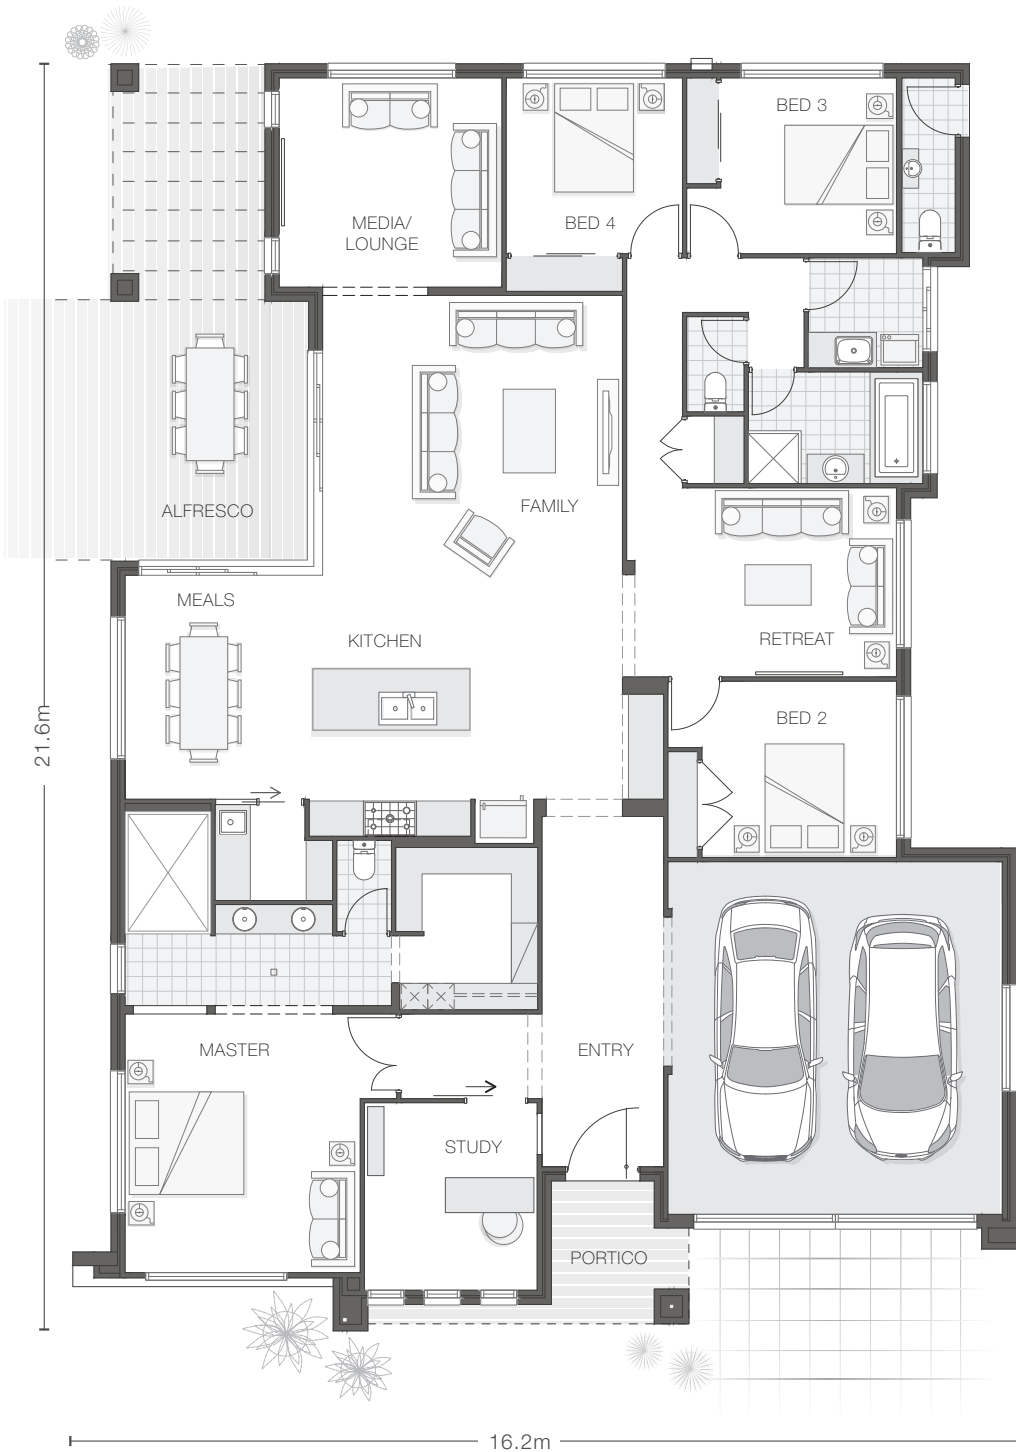 BED 3
MEDIA/
LOUNGE
BED 4
FAMILY
ALFRESCO
MEALS
KITCHEN
RETREAT
BED 2
21.6m
MASTER
ENTRY
STUDY
PORTICO
16.2m